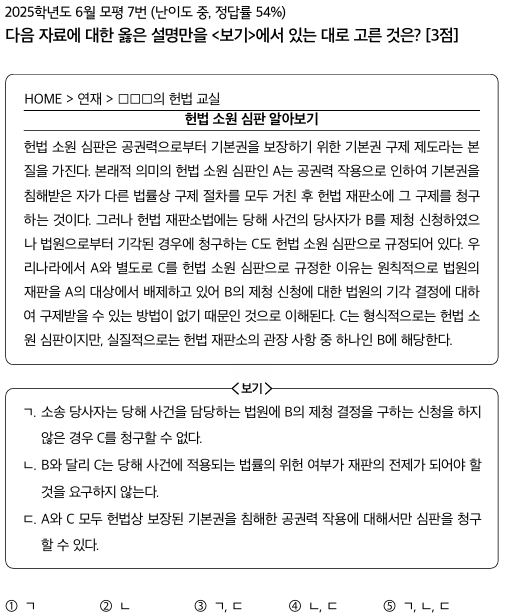 2025학년도 6월 모평 7번 (난이도 중, 정답률 54%)
다음 자료에 대한 옳은 설명만을 <보기>에서 있는 대로 고른 것은? [3점]
HOME > 연재 > □□□의 헌법 교실
헌법 소원 심판 알아보기
헌법 소원 심판은 공권력으로부터 기본권을 보장하기 위한 기본권 구제 제도라는 본
질을 가진다. 본래적 의미의 헌법 소원 심판인 A는 공권력 작용으로 인하여 기본권을
침해받은 자가 다른 법률상 구제 절차를 모두 거친 후 헌법 재판소에 그 구제를 청구
하는 것이다. 그러나 헌법 재판소법에는 당해 사건의 당사자가 B를 제청 신청하였으
나 법원으로부터 기각된 경우에 청구하는 C도 헌법 소원 심판으로 규정되어 있다. 우
리나라에서 A와 별도로 C를 헌법 소원 심판으로 규정한 이유는 원칙적으로 법원의
재판을 A의 대상에서 배제하고 있어 B의 제청 신청에 대한 법원의 기각 결정에 대하
여 구제받을 수 있는 방법이 없기 때문인 것으로 이해된다. C는 형식적으로는 헌법 소
원 심판이지만, 실질적으로는 헌법 재판소의 관장 사항 중 하나인 B에 해당한다.
<보기>
ㄱ. 소송 당사자는 당해 사건을 담당하는 법원에 B의 제청 결정을 구하는 신청을 하지
않은 경우 C를 청구할 수 없다.
ㄴ. B와 달리 C는 당해 사건에 적용되는 법률의 위헌 여부가 재판의 전제가 되어야 할
것을 요구하지 않는다.
ㄷ. A와 C 모두 헌법상 보장된 기본권을 침해한 공권력 작용에 대해서만 심판을 청구
할 수 있다.
① ㄱ ② ㄴ ③ ㄱ, ㄷ ④ ㄴ, ㄷ ⑤ ㄱ, ㄴ, ㄷ